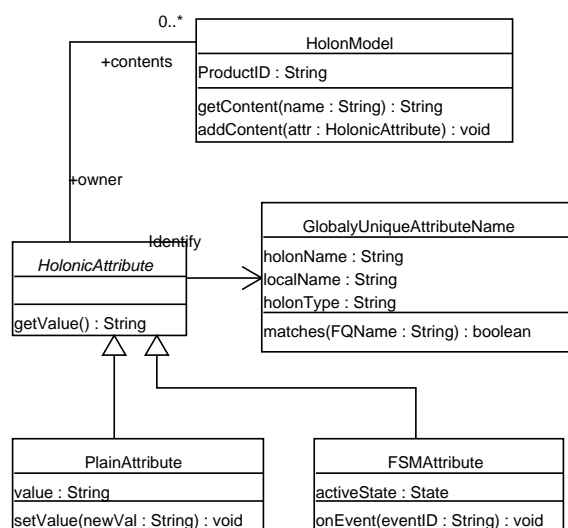 0..*
HolonModel
+contents
ProductID : String
getContent(name : String) : String
addContent(attr : HolonicAttribute) : void
+owner
GlobalyUniqueAttributeName
Identify
HolonicAttribute
holonName : String
localName : String
holonType : String
getValue() : String
matches(FQName : String) : boolean
PlainAttribute
FSMAttribute
value : String
activeState : State
setValue(newVal : String) : void
onEvent(eventID : String) : void